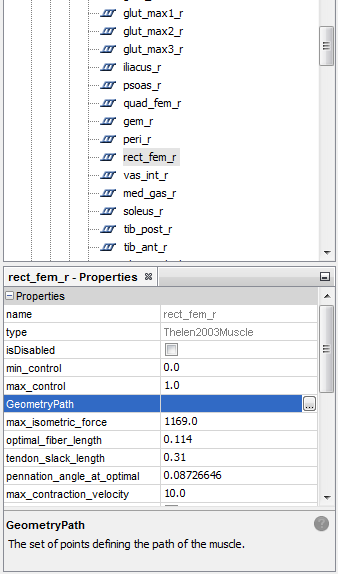 glut_max1_r
glut_max2_r
glut_max3_r
iliacus_r
psoas_r
quad_fem_r
gem_r
peri_r
rect_fem_r
vas_int_r
med_gas_r
soleus_r
tib_post_r
tib_ant_r
rect_fem_r - Properties
Properties
name rect_fem_r
type Thelen2003Muscle
isDisabled
min_control 0.0
max_control 1.0
GeometryPath ...
max_isometric_force 1169.0
optimal_fiber_length 0.114
tendon_slack_length 0.31
pennation_angle_at_optimal 0.08726646
max_contraction_velocity 10.0
GeometryPath ?
The set of points defining the path of the muscle.